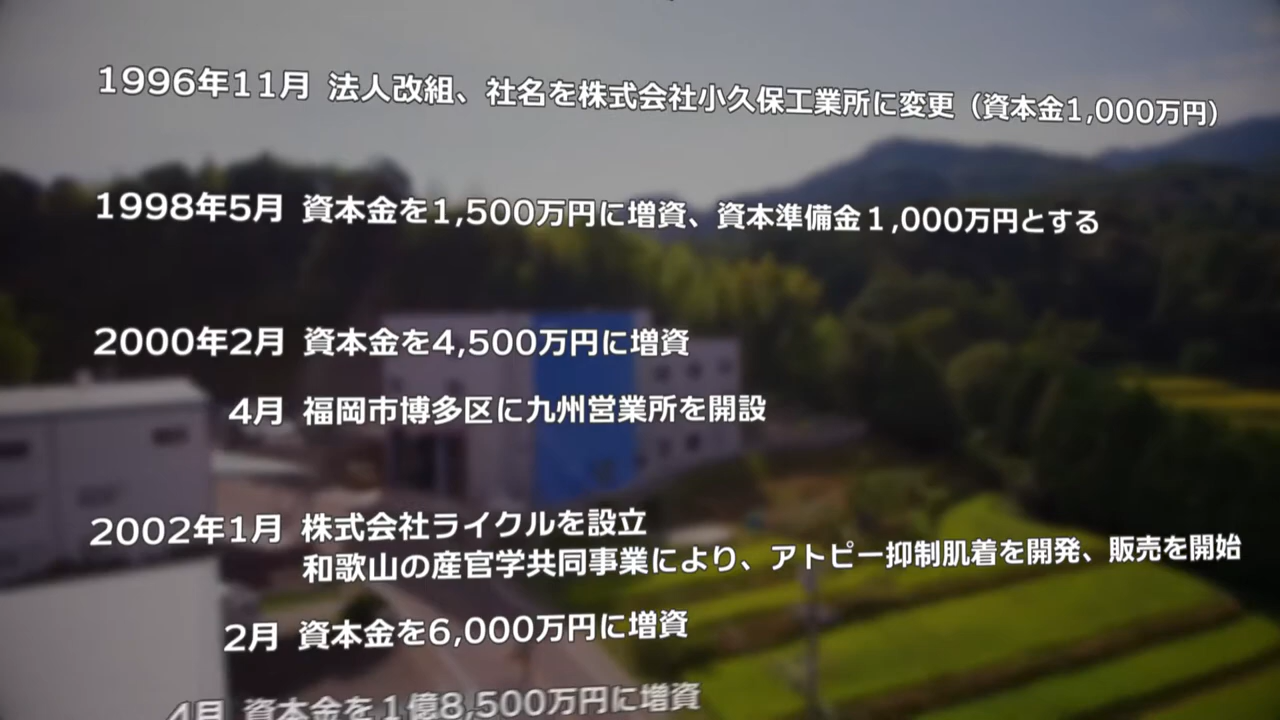 1996年11月 法人改組、社名を株式会社小久保工業所に変更（資本金1,000万円）
1998年5月 資本金を1,500万円に増資、資本準備金１,000万円とする
2000年2月 資本金を4,500万円に増資
4月 福岡市博多区に九州営業所を開設
2002年1月 株式会社ライクルを設立
和歌山の産官学共同事業により、アトピー抑制肌着を開発、販売を開始
2月 資本金を6,000万円に増資
4月 資本金を１億8,500万円に増資